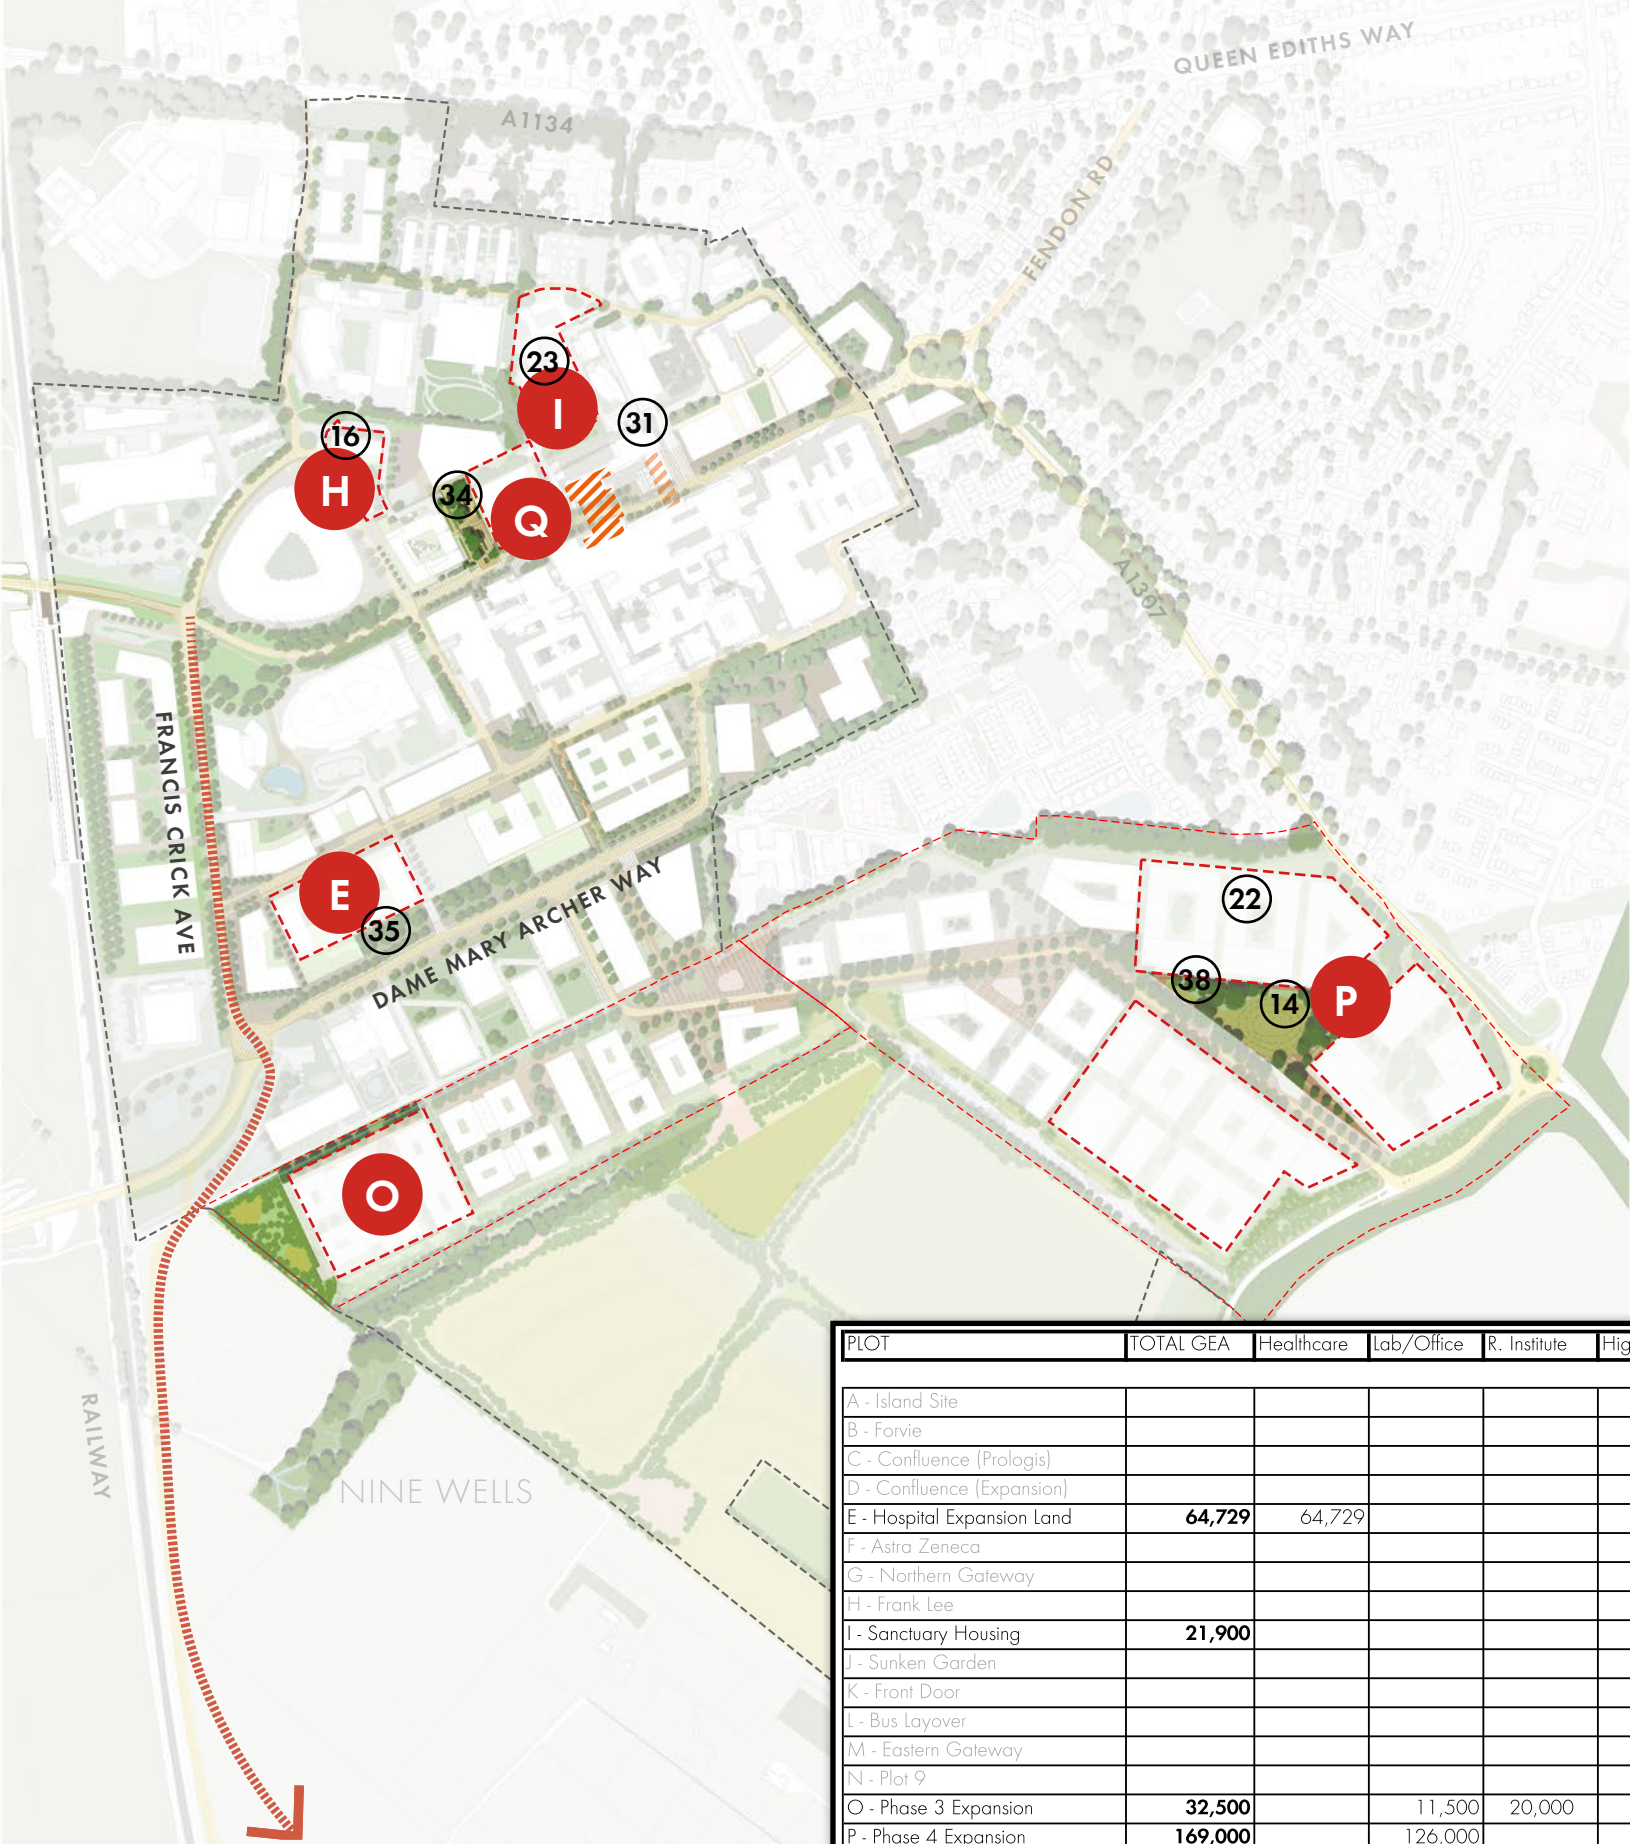 QUEEN EDITHS WAY
A1134
FENDON RD
23
I
31
16
H
34
Q
A1307
FRANCIS CRICK AVE
E
35
DAME MARY ARCHER WAY
22
38
14
P
O
RAILWAY
NINE WELLS
PLOT TOTAL GEA Healthcare Lab/Office R. Institute Hig
A - Island Site
B - Forvie
C - Confluence (Prologis)
D - Confluence (Expansion)
E - Hospital Expansion Land 64,729 64,729
F - Astra Zeneca
G - Northern Gateway
H - Frank Lee
I - Sanctuary Housing 21,900
J - Sunken Garden
K - Front Door
L - Bus Layover
M - Eastern Gateway
N - Plot 9
O - Phase 3 Expansion 32,500 11,500 20,000
P - Phase 4 Expansion 169,000 126,000